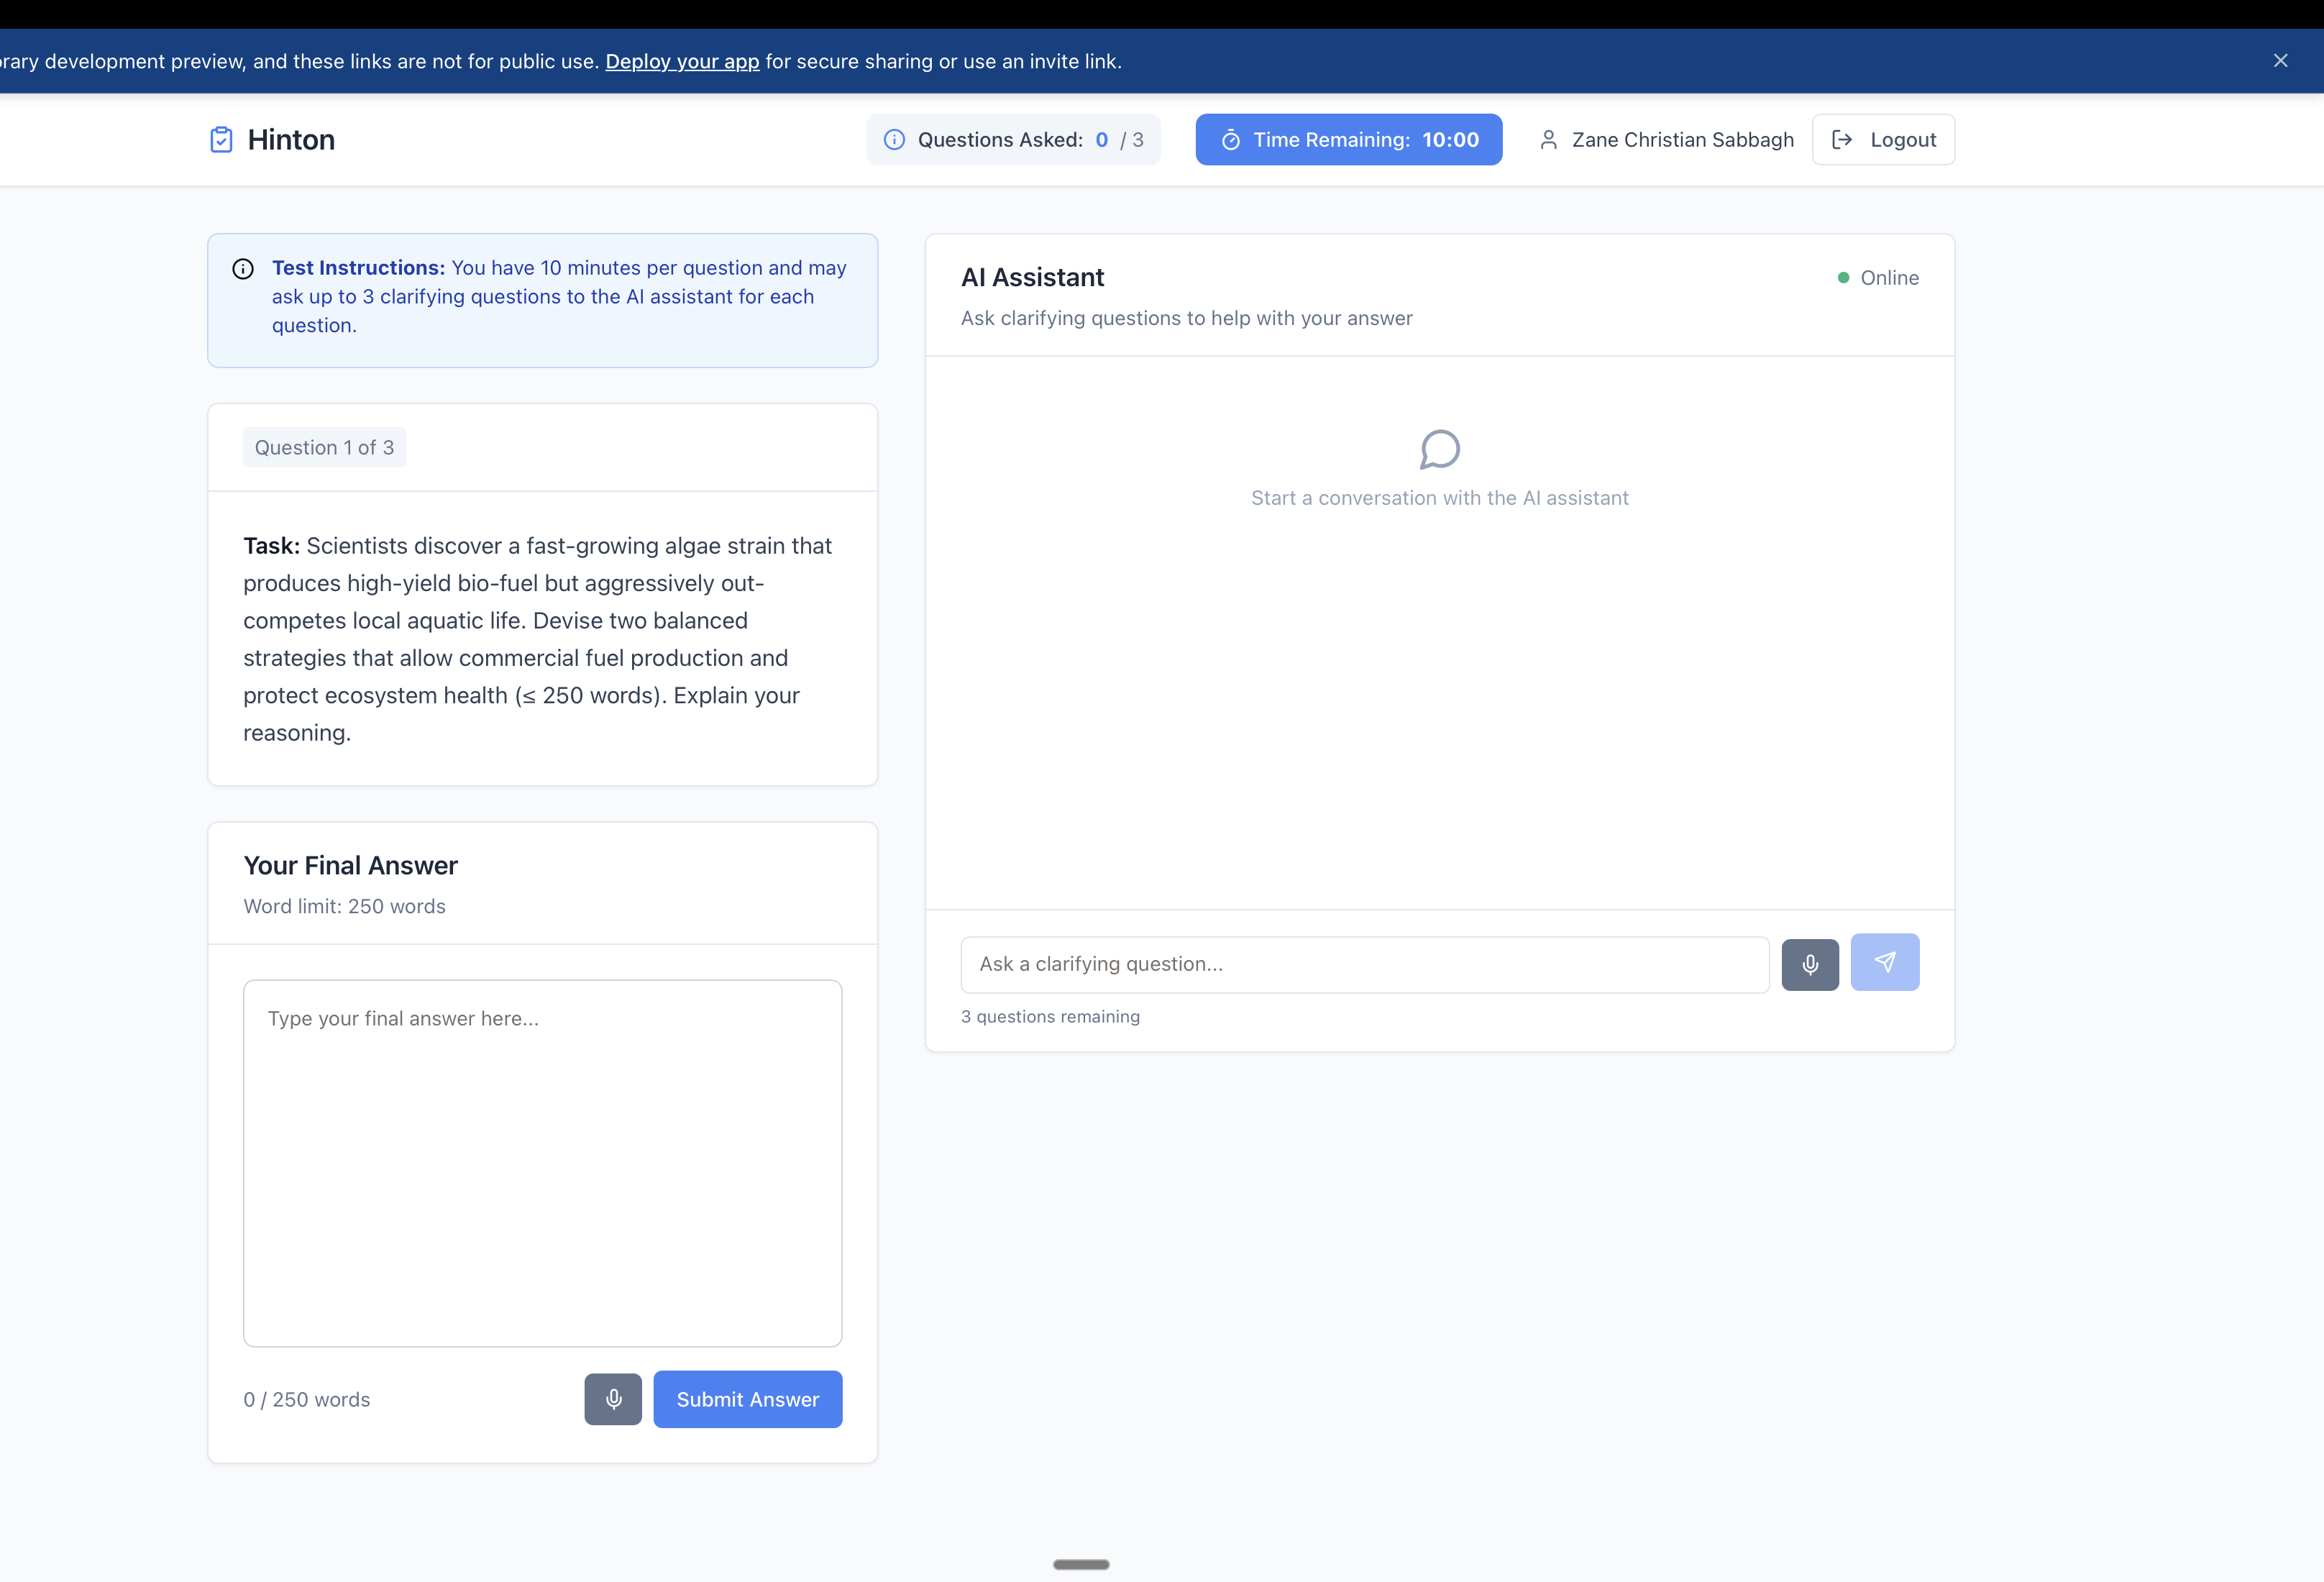 rary development preview, and these links are not for public use. Deploy your app for secure sharing or use an invite link.
Hinton
Questions Asked: 0 / 3
Time Remaining: 10:00
Zane Christian Sabbagh
Logout
Test Instructions: You have 10 minutes per question and may
ask up to 3 clarifying questions to the AI assistant for each
question.
Question 1 of 3
Task: Scientists discover a fast-growing algae strain that
produces high-yield bio-fuel but aggressively out-
competes local aquatic life. Devise two balanced
strategies that allow commercial fuel production and
protect ecosystem health (≤ 250 words). Explain your
reasoning.
Your Final Answer
Word limit: 250 words
Type your final answer here...
0 / 250 words
Submit Answer
AI Assistant
Online
Ask clarifying questions to help with your answer
Start a conversation with the AI assistant
Ask a clarifying question...
3 questions remaining